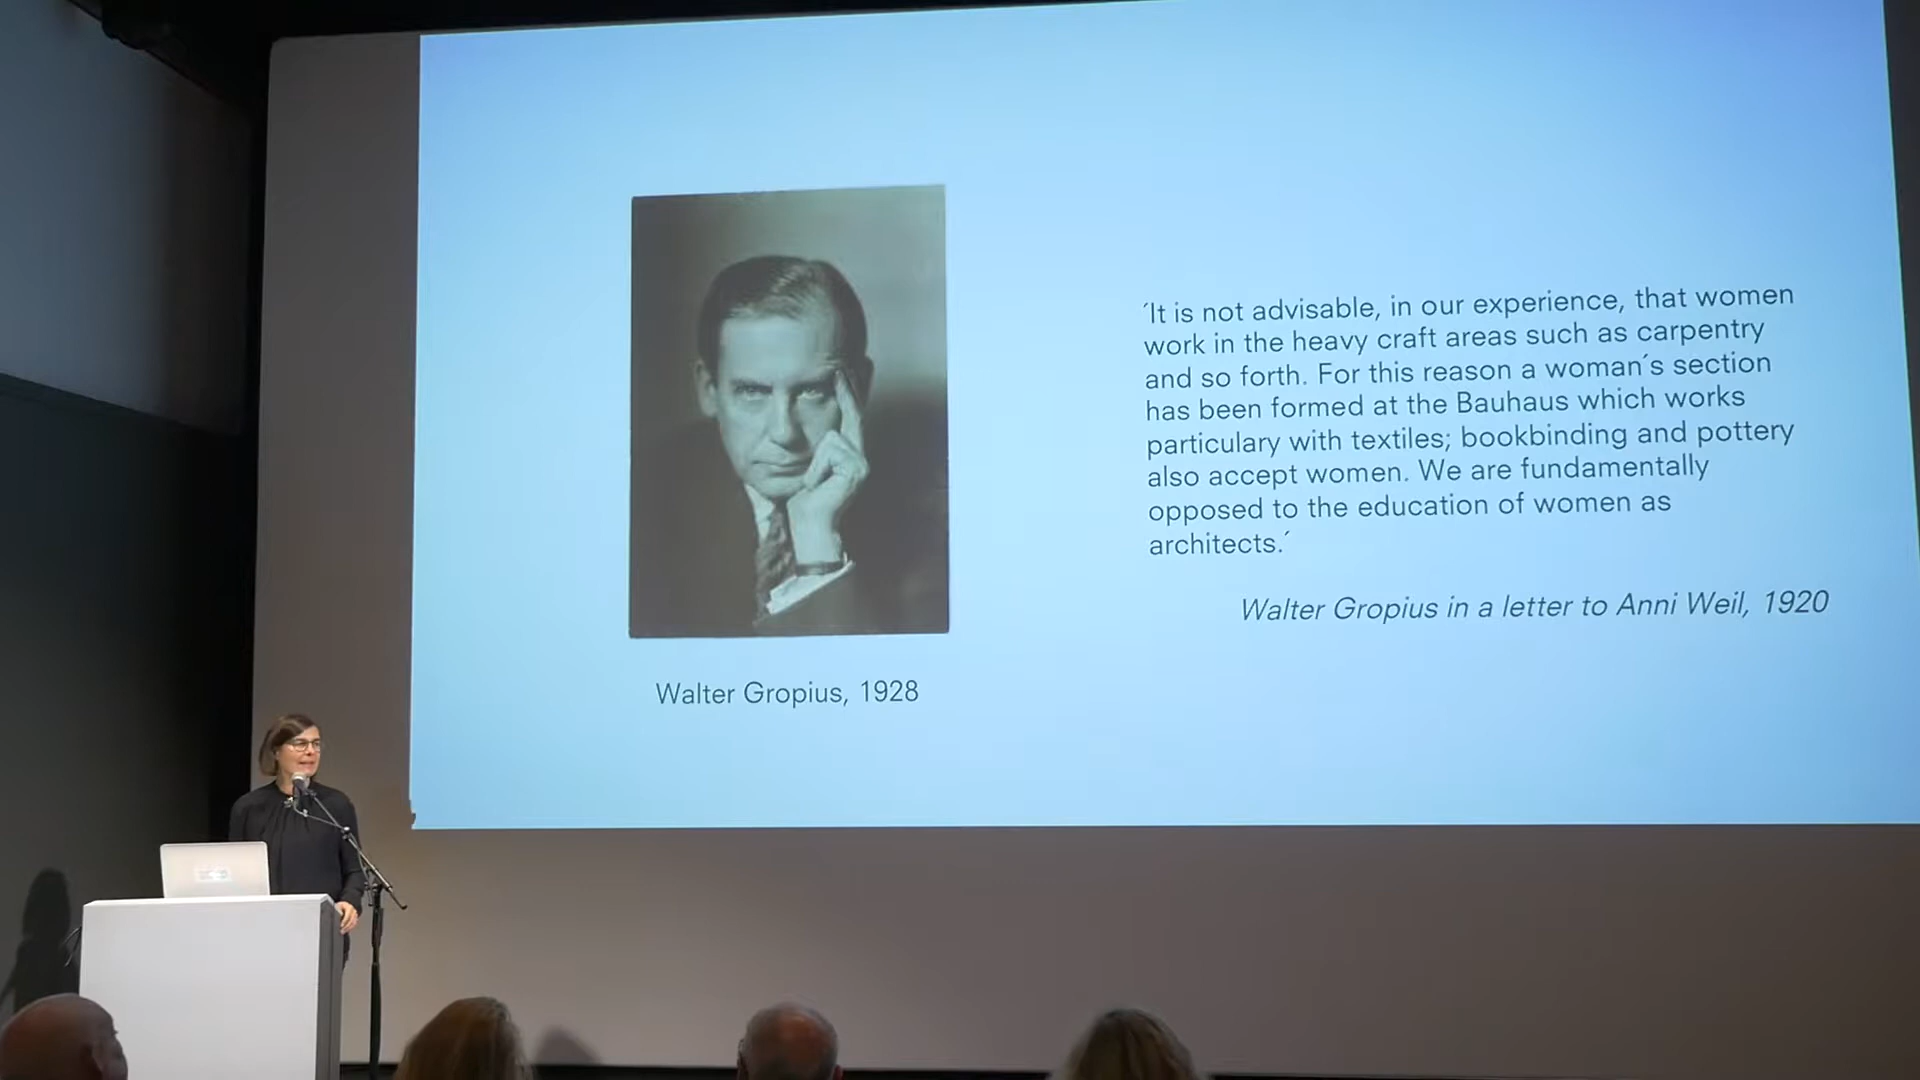 ´It is not advisable, in our experience, that women
work in the heavy craft areas such as carpentry
and so forth. For this reason a woman´s section
has been formed at the Bauhaus which works
particulary with textiles; bookbinding and pottery
also accept women. We are fundamentally
opposed to the education of women as
architects.´
Walter Gropius in a letter to Anni Weil, 1920
Walter Gropius, 1928